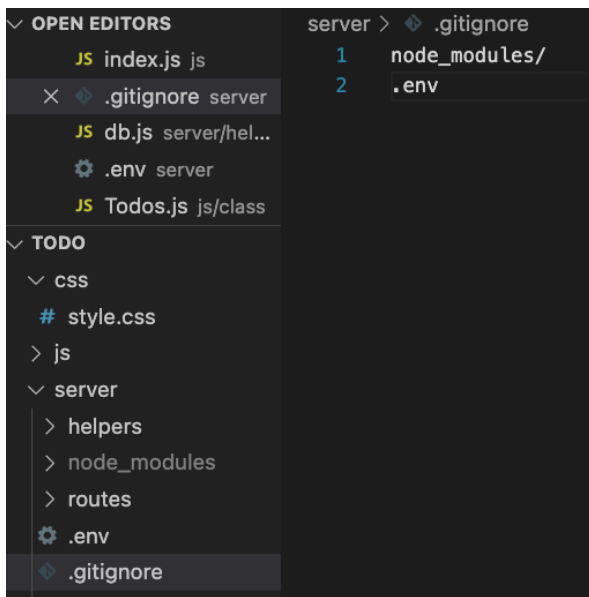 OPEN EDITORS
JS index.js js
.gitignore server
JS db.js server/hel...
.env server
JS Todos.js js/class
TODO
css
# style.css
js
server
helpers
node_modules
routes
.env
.gitignore
server > .gitignore
1 node_modules/
2 .env